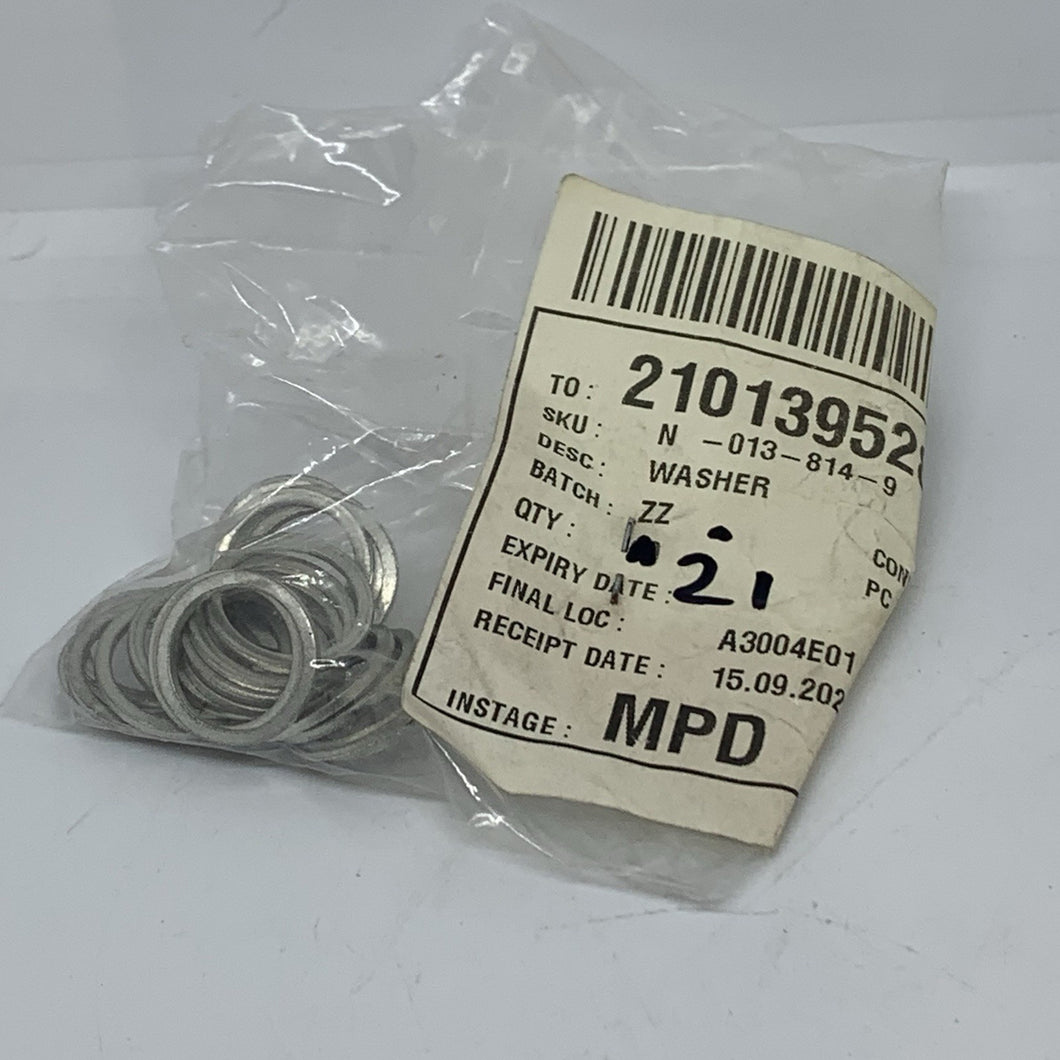 TO: 210139528
SKU: N -013-814-9
DESC: WASHER
BATCH: ZZ
QTY:
CON
EXPIRY DATE: 21
PC
FINAL LOC: A3004E01
RECEIPT DATE: 15.09.202
INSTAGE: MPD